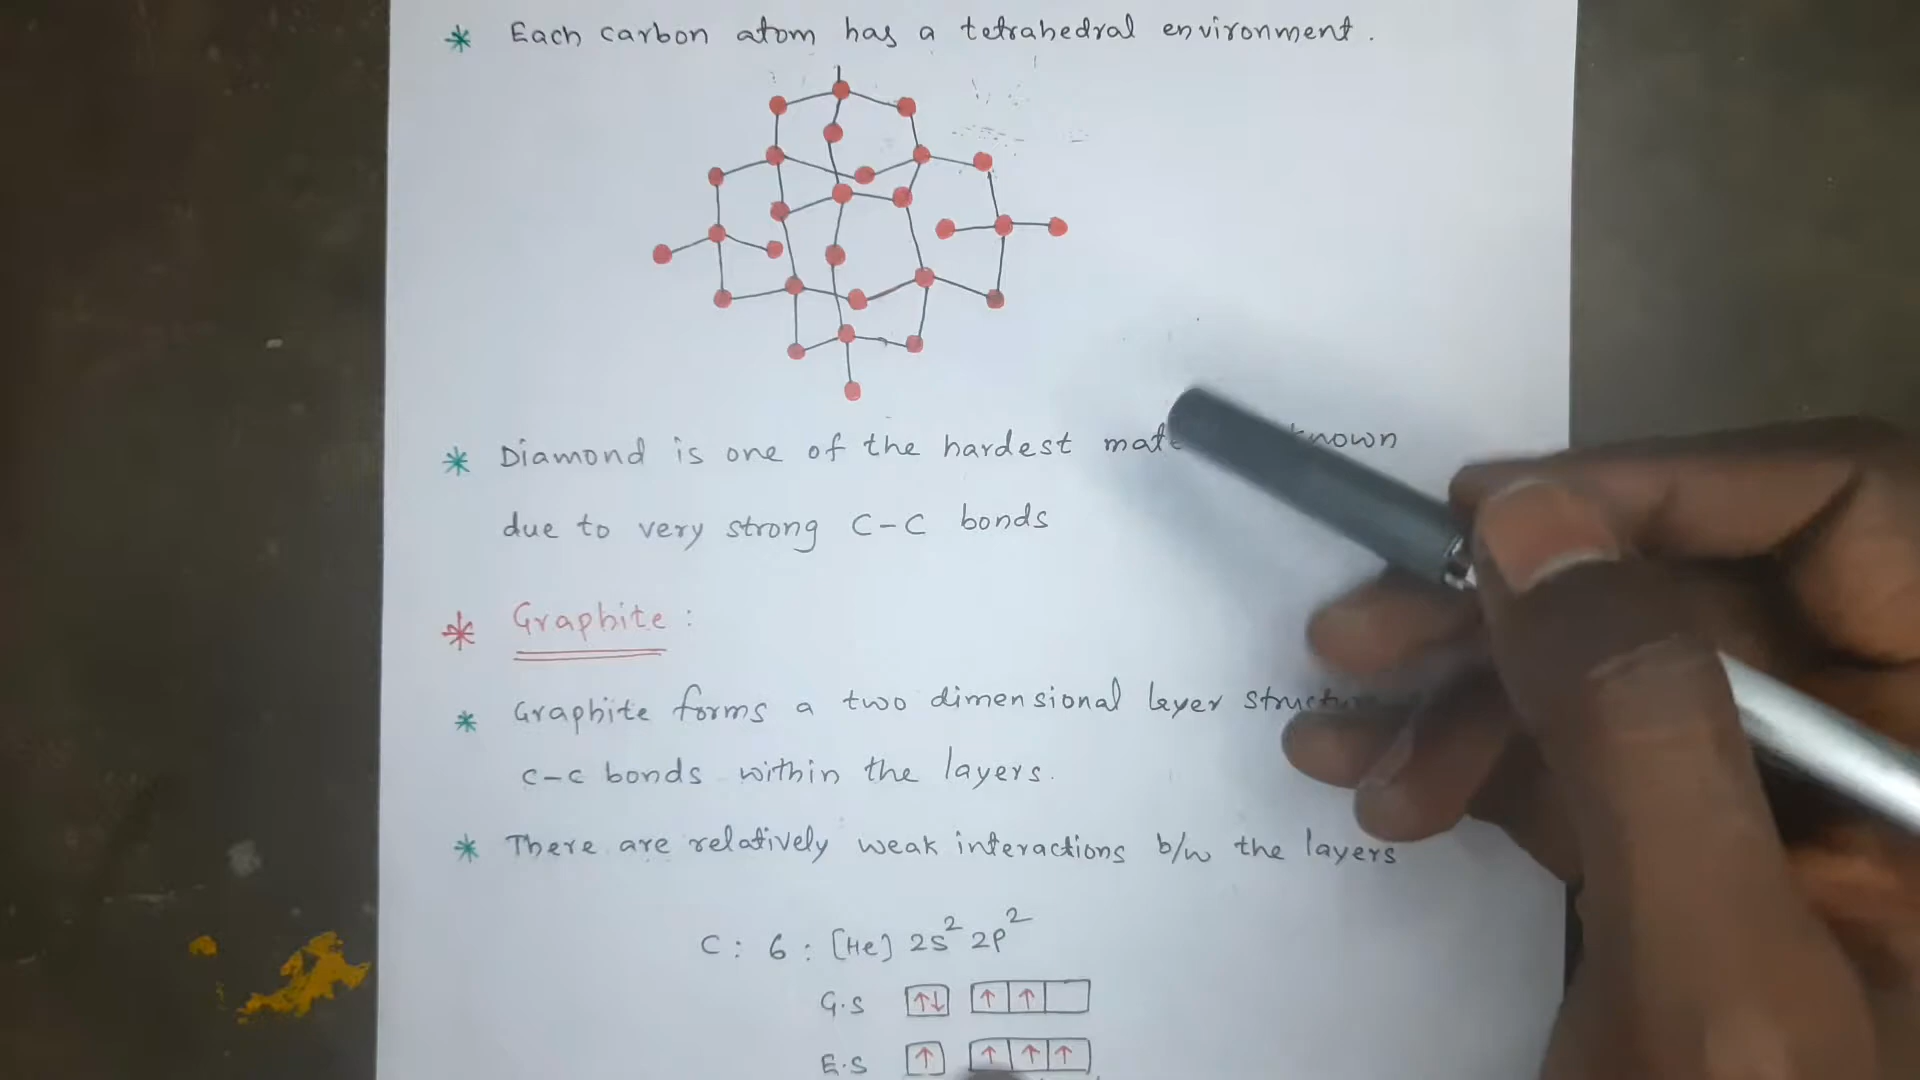 * Each carbon atom has a tetrahedral environment.
* Diamond is one of the hardest known
due to very strong C-C bonds
* Graphite:
* Graphite forms a two dimensional layer
C-C bonds within the layers.
* There are relatively weak interactions b/w the layers
C: 6: [He] 2s² 2p²
G.S ↑↓ ↑ ↑
E.S ↑ ↑ ↑ ↑